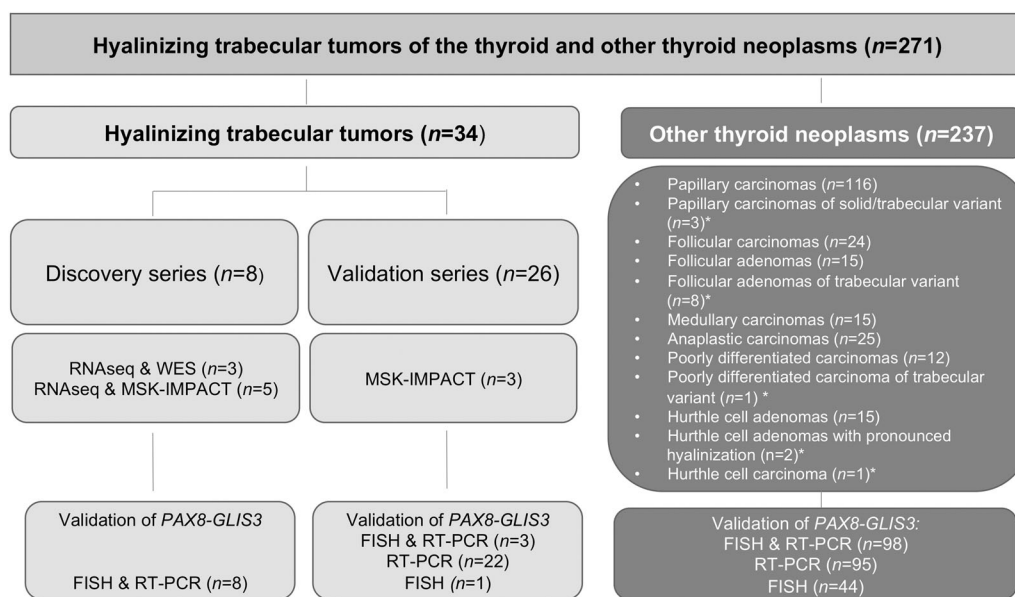 Hyalinizing trabecular tumors of the thyroid and other thyroid neoplasms (n=271)
Hyalinizing trabecular tumors (n=34)
Discovery series (n=8)
RNAseq & WES (n=3)
RNAseq & MSK-IMPACT (n=5)
Validation of PAX8-GLIS3
FISH & RT-PCR (n=8)
Validation series (n=26)
MSK-IMPACT (n=3)
Validation of PAX8-GLIS3
FISH & RT-PCR (n=3)
RT-PCR (n=22)
FISH (n=1)
Other thyroid neoplasms (n=237)
• Papillary carcinomas (n=116)
• Papillary carcinomas of solid/trabecular variant
(n=3)*
• Follicular carcinomas (n=24)
• Follicular adenomas (n=15)
• Follicular adenomas of trabecular variant
(n=8)*
• Medullary carcinomas (n=15)
• Anaplastic carcinomas (n=25)
• Poorly differentiated carcinomas (n=12)
• Poorly differentiated carcinoma of trabecular
variant (n=1) *
• Hurthle cell adenomas (n=15)
• Hurthle cell adenomas with pronounced
hyalinization (n=2)*
• Hurthle cell carcinoma (n=1)*
Validation of PAX8-GLIS3:
FISH & RT-PCR (n=98)
RT-PCR (n=95)
FISH (n=44)